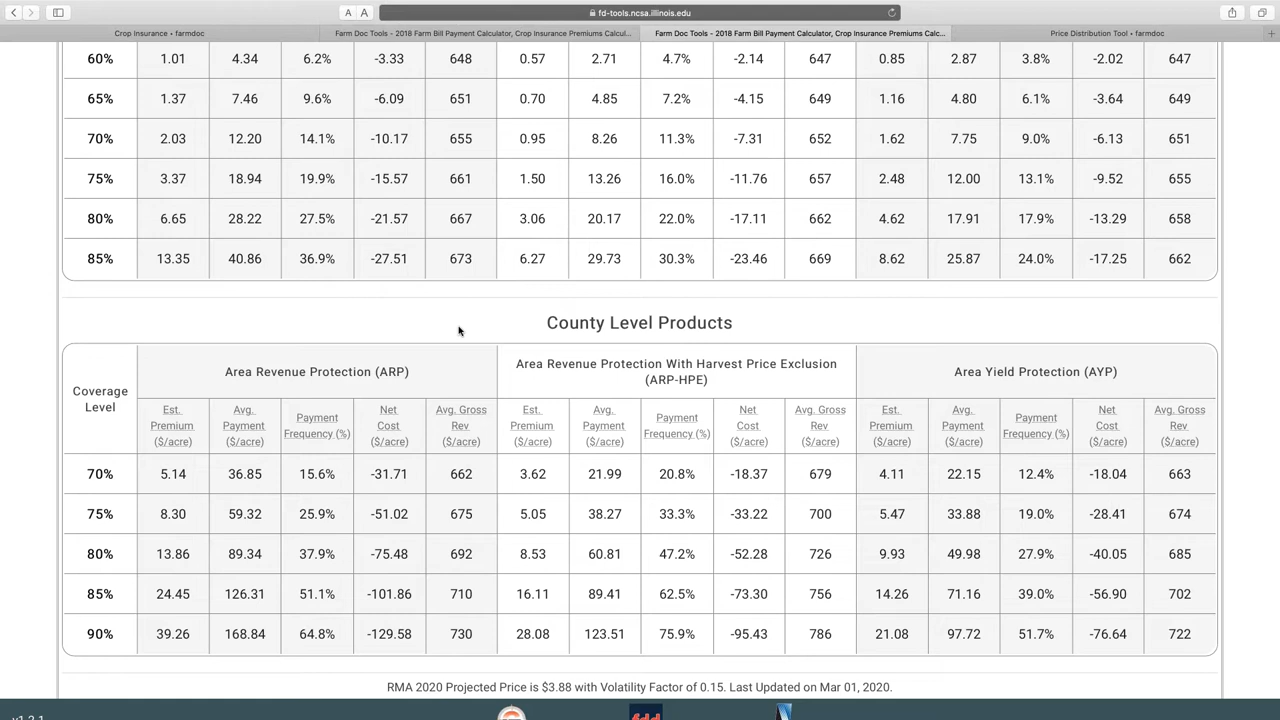 A A
fd-tools.ncsa.illinois.edu
Crop Insurance • farmdoc
Farm Doc Tools - 2018 Farm Bill Payment Calculator, Crop Insurance Premiums Calcul...
Farm Doc Tools - 2018 Farm Bill Payment Calculator, Crop Insurance Premiums Calc...
Price Distribution Tool • farmdoc
60% 1.01 4.34 6.2% -3.33 648 0.57 2.71 4.7% -2.14 647 0.85 2.87 3.8% -2.02 647
65% 1.37 7.46 9.6% -6.09 651 0.70 4.85 7.2% -4.15 649 1.16 4.80 6.1% -3.64 649
70% 2.03 12.20 14.1% -10.17 655 0.95 8.26 11.3% -7.31 652 1.62 7.75 9.0% -6.13 651
75% 3.37 18.94 19.9% -15.57 661 1.50 13.26 16.0% -11.76 657 2.48 12.00 13.1% -9.52 655
80% 6.65 28.22 27.5% -21.57 667 3.06 20.17 22.0% -17.11 662 4.62 17.91 17.9% -13.29 658
85% 13.35 40.86 36.9% -27.51 673 6.27 29.73 30.3% -23.46 669 8.62 25.87 24.0% -17.25 662
County Level Products
Coverage
Level
Area Revenue Protection (ARP)
Area Revenue Protection With Harvest Price Exclusion
(ARP-HPE)
Area Yield Protection (AYP)
Est. Avg. Net Avg. Gross Est. Avg. Net Avg. Gross Est. Avg. Net Avg. Gross
Premium Payment Payment Cost Rev Premium Payment Payment Cost Rev Premium Payment Payment Cost Rev
($/acre) ($/acre) Frequency (%) ($/acre) ($/acre) ($/acre) ($/acre) Frequency (%) ($/acre) ($/acre) ($/acre) ($/acre) Frequency (%) ($/acre) ($/acre)
70% 5.14 36.85 15.6% -31.71 662 3.62 21.99 20.8% -18.37 679 4.11 22.15 12.4% -18.04 663
75% 8.30 59.32 25.9% -51.02 675 5.05 38.27 33.3% -33.22 700 5.47 33.88 19.0% -28.41 674
80% 13.86 89.34 37.9% -75.48 692 8.53 60.81 47.2% -52.28 726 9.93 49.98 27.9% -40.05 685
85% 24.45 126.31 51.1% -101.86 710 16.11 89.41 62.5% -73.30 756 14.26 71.16 39.0% -56.90 702
90% 39.26 168.84 64.8% -129.58 730 28.08 123.51 75.9% -95.43 786 21.08 97.72 51.7% -76.64 722
RMA 2020 Projected Price is $3.88 with Volatility Factor of 0.15. Last Updated on Mar 01, 2020.
fdd